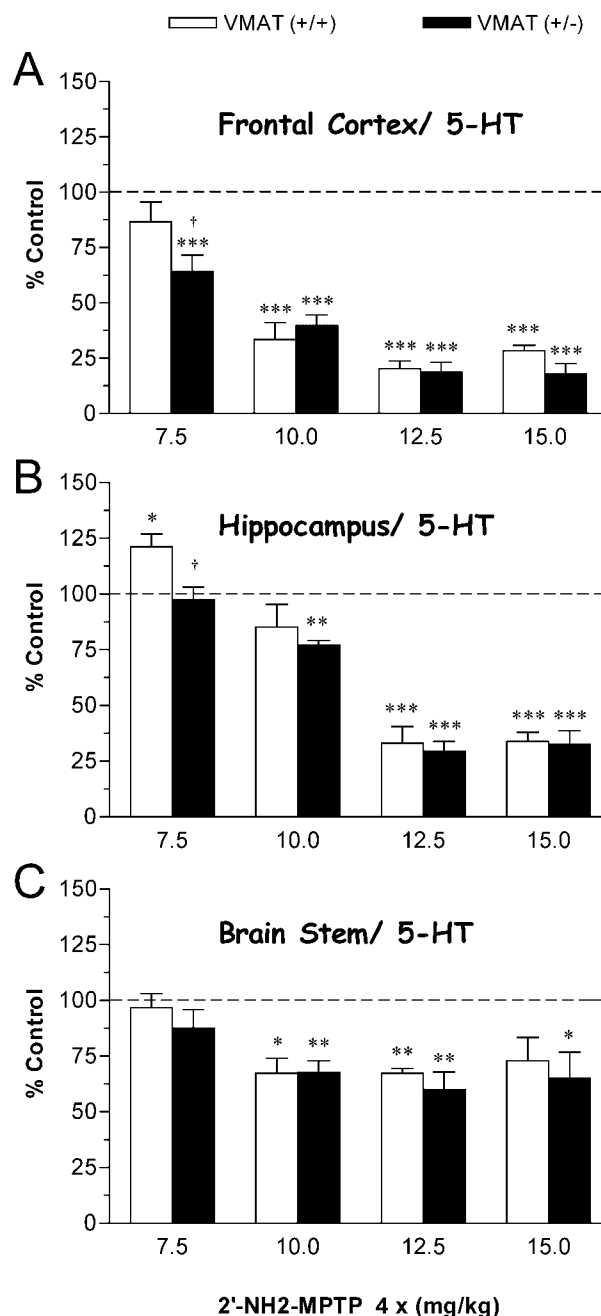 VMAT (+/+) VMAT (+/-)
A
Frontal Cortex/ 5-HT
150
125
100
75
50
25
0
% Control
†
***
*** ***
*** ***
*** ***
7.5 10.0 12.5 15.0
B
Hippocampus/ 5-HT
150
125
100
75
50
25
0
% Control
*
†
**
*** ***
*** ***
7.5 10.0 12.5 15.0
C
Brain Stem/ 5-HT
150
125
100
75
50
25
0
% Control
* **
** **
*
7.5 10.0 12.5 15.0
2'-NH2-MPTP 4 x (mg/kg)